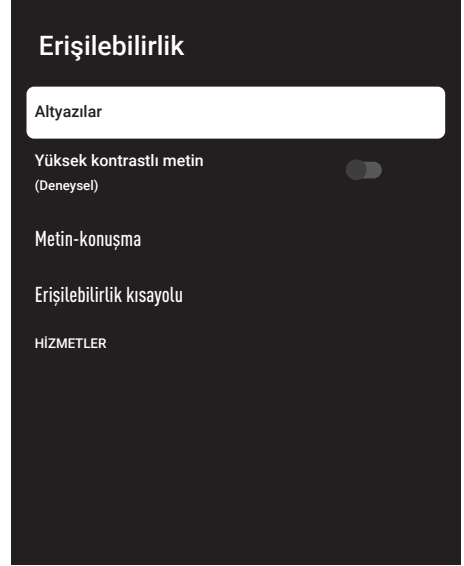 Erişilebilirlik
Altyazılar
Yüksek kontrastlı metin
(Deneysel)
Metin-konuşma
Erişilebilirlik kısayolu
HİZMETLER